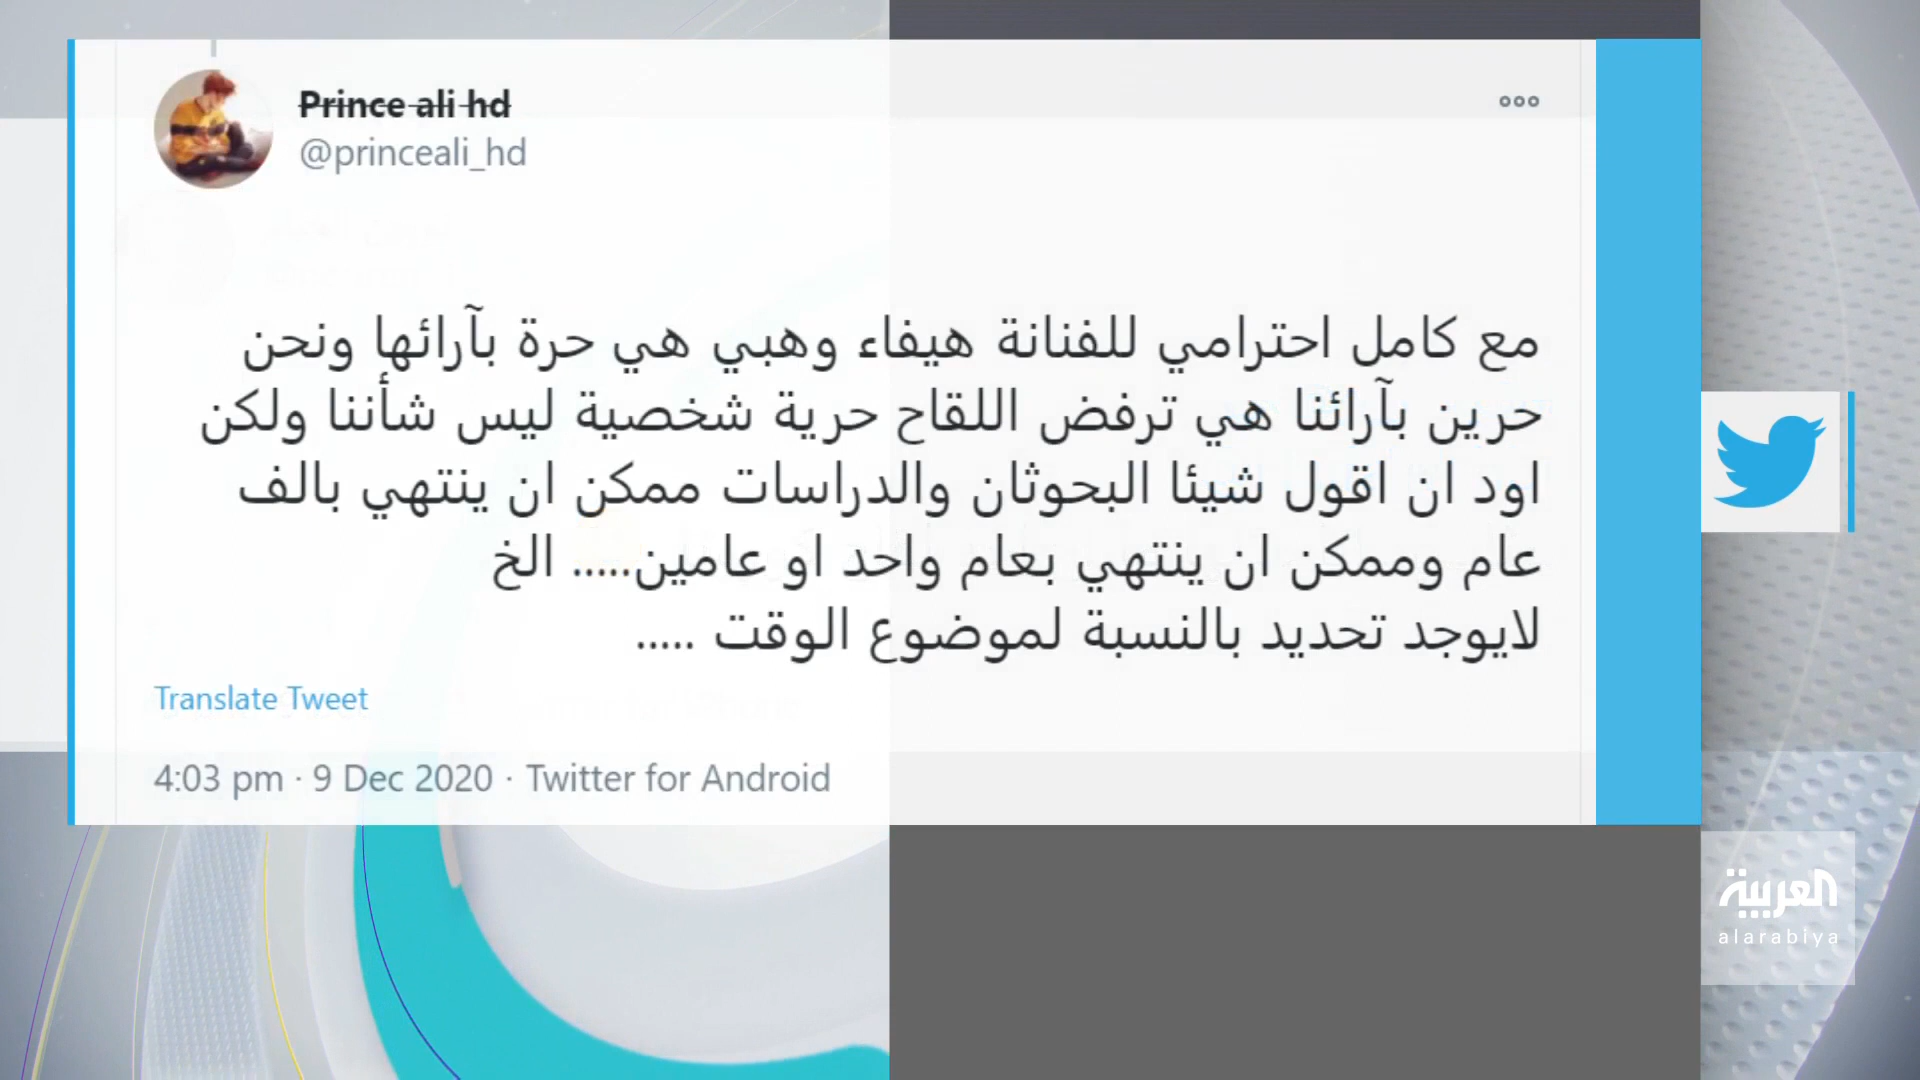 Prince ali hd
@princeali_hd
مع كامل احترامي للفنانة هيفاء وهبي هي حرة بآرائها ونحن
حرين بآرائنا هي ترفض اللقاح حرية شخصية ليس شأننا ولكن
اود ان اقول شيئا البحوثان والدراسات ممكن ان ينتهي بالف
عام وممكن ان ينتهي بعام واحد او عامين..... الخ
لايوجد تحديد بالنسبة لموضوع الوقت .....
Translate Tweet
4:03 pm · 9 Dec 2020 · Twitter for Android
العربية
alarabiya